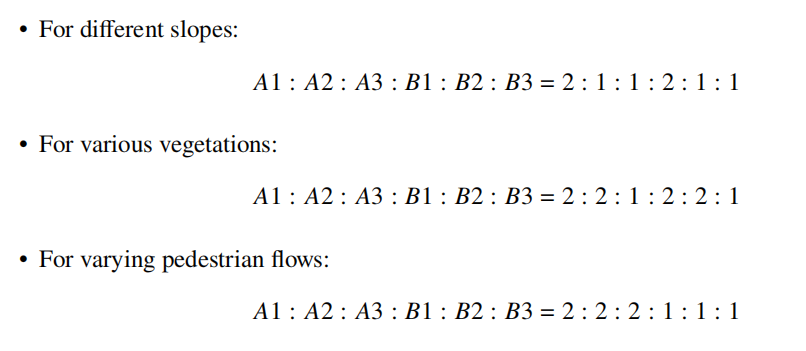 • For different slopes:
A1 : A2 : A3 : B1 : B2 : B3 = 2 : 1 : 1 : 2 : 1 : 1
• For various vegetations:
A1 : A2 : A3 : B1 : B2 : B3 = 2 : 2 : 1 : 2 : 2 : 1
• For varying pedestrian flows:
A1 : A2 : A3 : B1 : B2 : B3 = 2 : 2 : 2 : 1 : 1 : 1